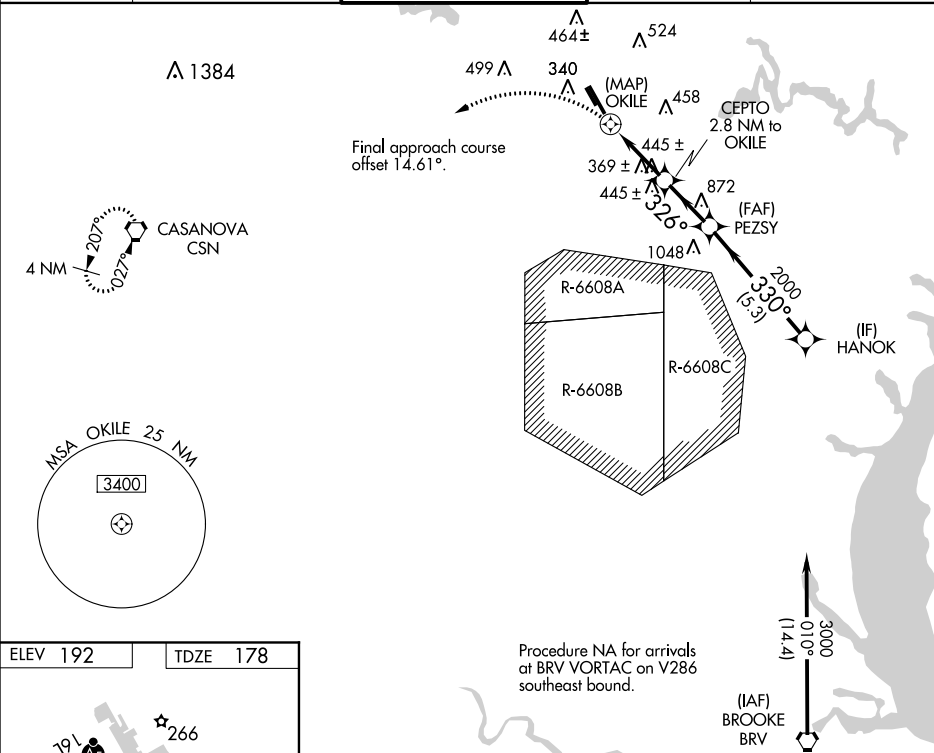 464 ±
524
1384
499
340
(MAP)
OKILE
458
CEPTO
2.8 NM to
OKILE
Final approach course
offset 14.61°.
445 ±
369 ±
445 ±
872
326°
(FAF)
PEZSY
1048
207°
027°
4 NM
CASANOVA
CSN
R-6608A
2000
330°
(5.3)
(IF)
HANOK
R-6608C
R-6608B
MSA OKILE 25 NM
3400
3000
010°
(14.4)
ELEV 192
TDZE 178
Procedure NA for arrivals
at BRV VORTAC on V286
southeast bound.
(IAF)
BROOKE
BRV
266
16L